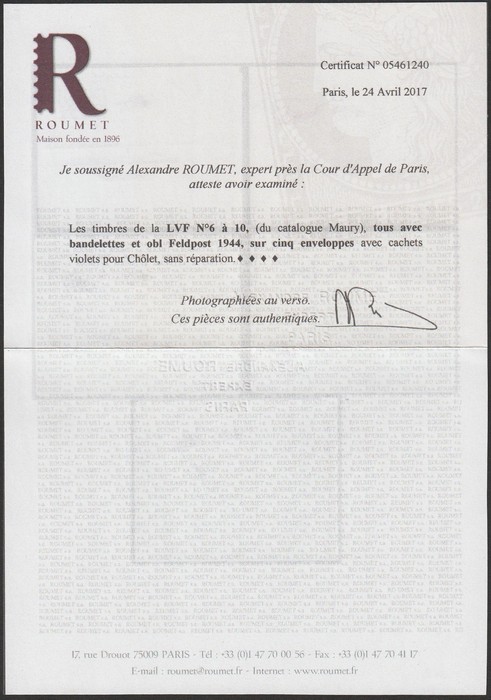 Certificat N° 05461240
R
ROUMET
Maison fondée en 1896
Paris, le 24 Avril 2017
Je soussigné Alexandre ROUMET, expert près la Cour d'Appel de Paris,
atteste avoir examiné :
Les timbres de la LVF N°6 à 10, (du catalogue Maury), tous avec
bandelettes et obl Feldpost 1944, sur cinq enveloppes avec cachets
violets pour Chôlet, sans réparation.♦ ♦ ♦ ♦
Photographiées au verso.
Ces pièces sont authentiques.
ALEXANDRE ROUMET
EXPERT
PARIS
17, rue Drouot 75009 PARIS - Tél : +33 (0)1 47 70 00 56 - Fax : +33 (0)1 47 70 41 17
E-mail : roumet@roumet.fr - Internet : www.roumet.fr